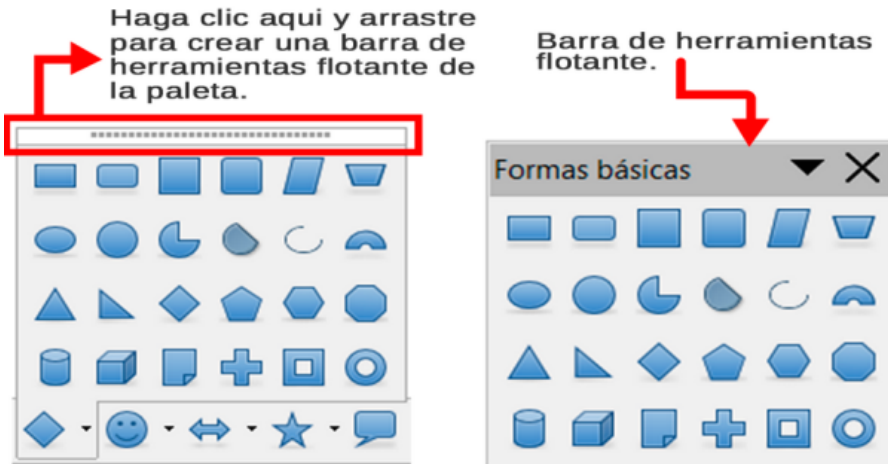 Haga clic aqui y arrastre
para crear una barra de
herramientas flotante de
la paleta.
Barra de herramientas
flotante.
Formas básicas